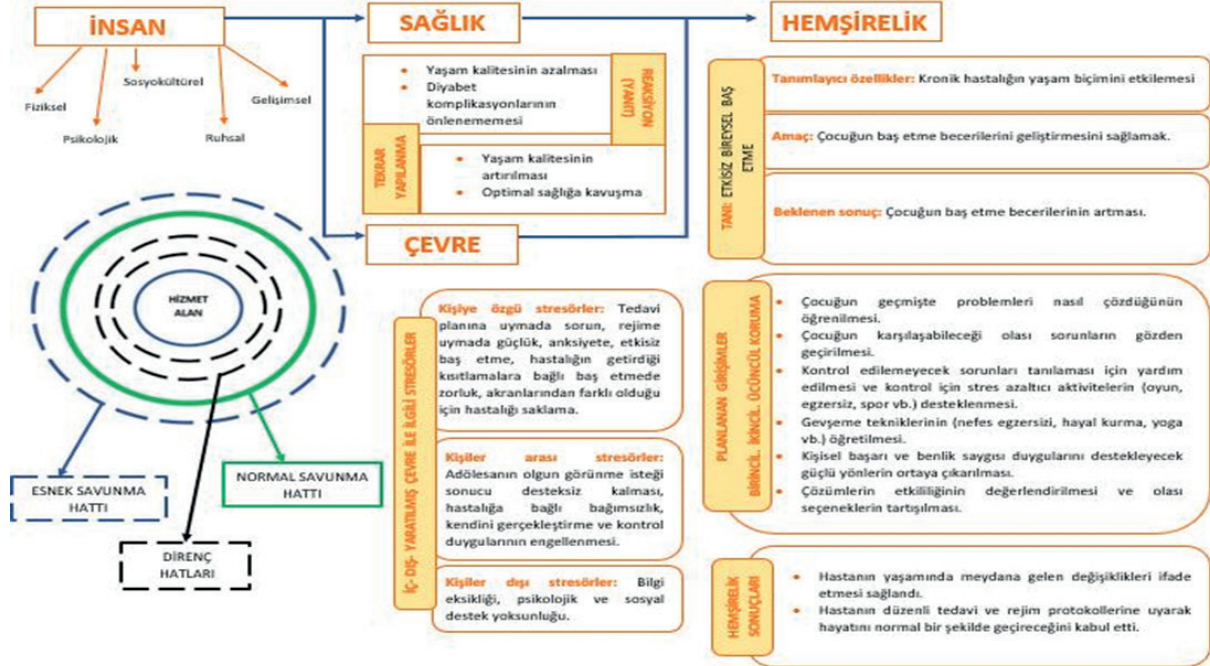 İNSAN
Sosyokültürel
Fiziksel
Gelişimsel
Psikolojik
Ruhsal
HİZMET
ALAN
ESNEK SAVUNMA
HATTI
NORMAL SAVUNMA
HATTI
DİRENÇ
HATLARI
SAĞLIK
• Yaşam kalitesinin azalması
• Diyabet
komplikasyonlarının
önlenememesi
REAKSİYON
(YANIT)
TEKRAR
YAPILANMA
• Yaşam kalitesinin
artırılması
• Optimal sağlığa kavuşma
ÇEVRE
İÇ- DIŞ- YARATILMIŞ ÇEVRE İLE İLGİLİ STRESÖRLER
Kişiye özgü stresörler: Tedavi
planına uymada sorun, rejime
uymada güçlük, anksiyete, etkisiz
baş etme, hastalığın getirdiği
kısıtlamalara bağlı baş etmede
zorluk, akranlarından farklı olduğu
için hastalığı saklama.
Kişiler arası stresörler:
Adölesanın olgun görünme isteği
sonucu desteksiz kalması,
hastalığa bağlı bağımsızlık,
kendini gerçekleştirme ve kontrol
duygularının engellenmesi.
Kişiler dışı stresörler: Bilgi
eksikliği, psikolojik ve sosyal
destek yoksunluğu.
HEMŞİRELİK
TANI: ETKİSİZ BİREYSEL BAŞ
ETME
Tanımlayıcı özellikler: Kronik hastalığın yaşam biçimini etkilemesi
Amaç: Çocuğun baş etme becerilerini geliştirmesini sağlamak.
Beklenen sonuç: Çocuğun baş etme becerilerinin artması.
PLANLANAN GİRİŞİMLER
BİRİNCİL. İKİNCİL. ÜÇÜNCÜL KORUMA
• Çocuğun geçmişte problemleri nasıl çözdüğünün
öğrenilmesi.
• Çocuğun karşılaşabileceği olası sorunların gözden
geçirilmesi.
• Kontrol edilemeyecek sorunları tanılaması için yardım
edilmesi ve kontrol için stres azaltıcı aktivitelerin (oyun,
egzersiz, spor vb.) desteklenmesi.
• Gevşeme tekniklerinin (nefes egzersizi, hayal kurma, yoga
vb.) öğretilmesi.
• Kişisel başarı ve benlik saygısı duygularını destekleyecek
güçlü yönlerin ortaya çıkarılması.
• Çözümlerin etkililiğinin değerlendirilmesi ve olası
seçeneklerin tartışılması.
HEMŞİRELİK
SONUÇLARI
• Hastanın yaşamında meydana gelen değişiklikleri ifade
etmesi sağlandı.
• Hastanın düzenli tedavi ve rejim protokollerine uyarak
hayatını normal bir şekilde geçireceğini kabul etti.